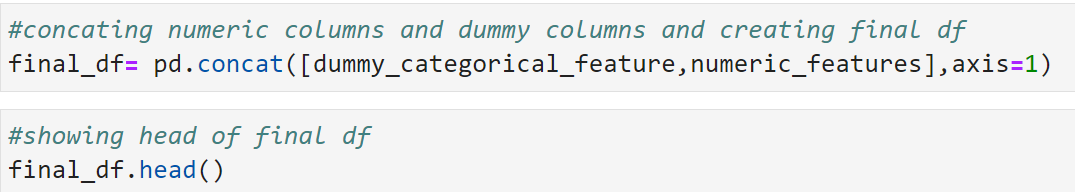 #concating numeric columns and dummy columns and creating final df
final_df= pd.concat([dummy_categorical_feature,numeric_features],axis=1)
#showing head of final df
final_df.head()